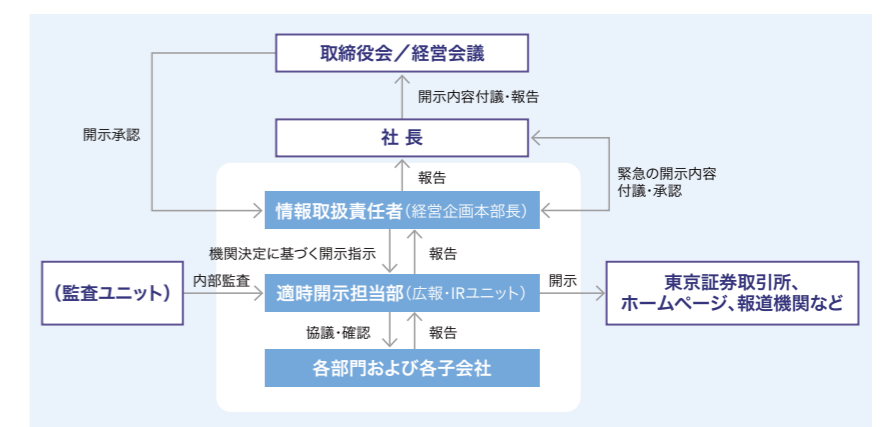 取締役会／経営会議
開示内容付議・報告
開示承認
社 長
緊急の開示内容
付議・承認
報告
情報取扱責任者（経営企画本部長）
機関決定に基づく開示指示
報告
（監査ユニット）
内部監査
適時開示担当部（広報・IRユニット）
開示
東京証券取引所、
ホームページ、報道機関など
協議・確認
報告
各部門および各子会社